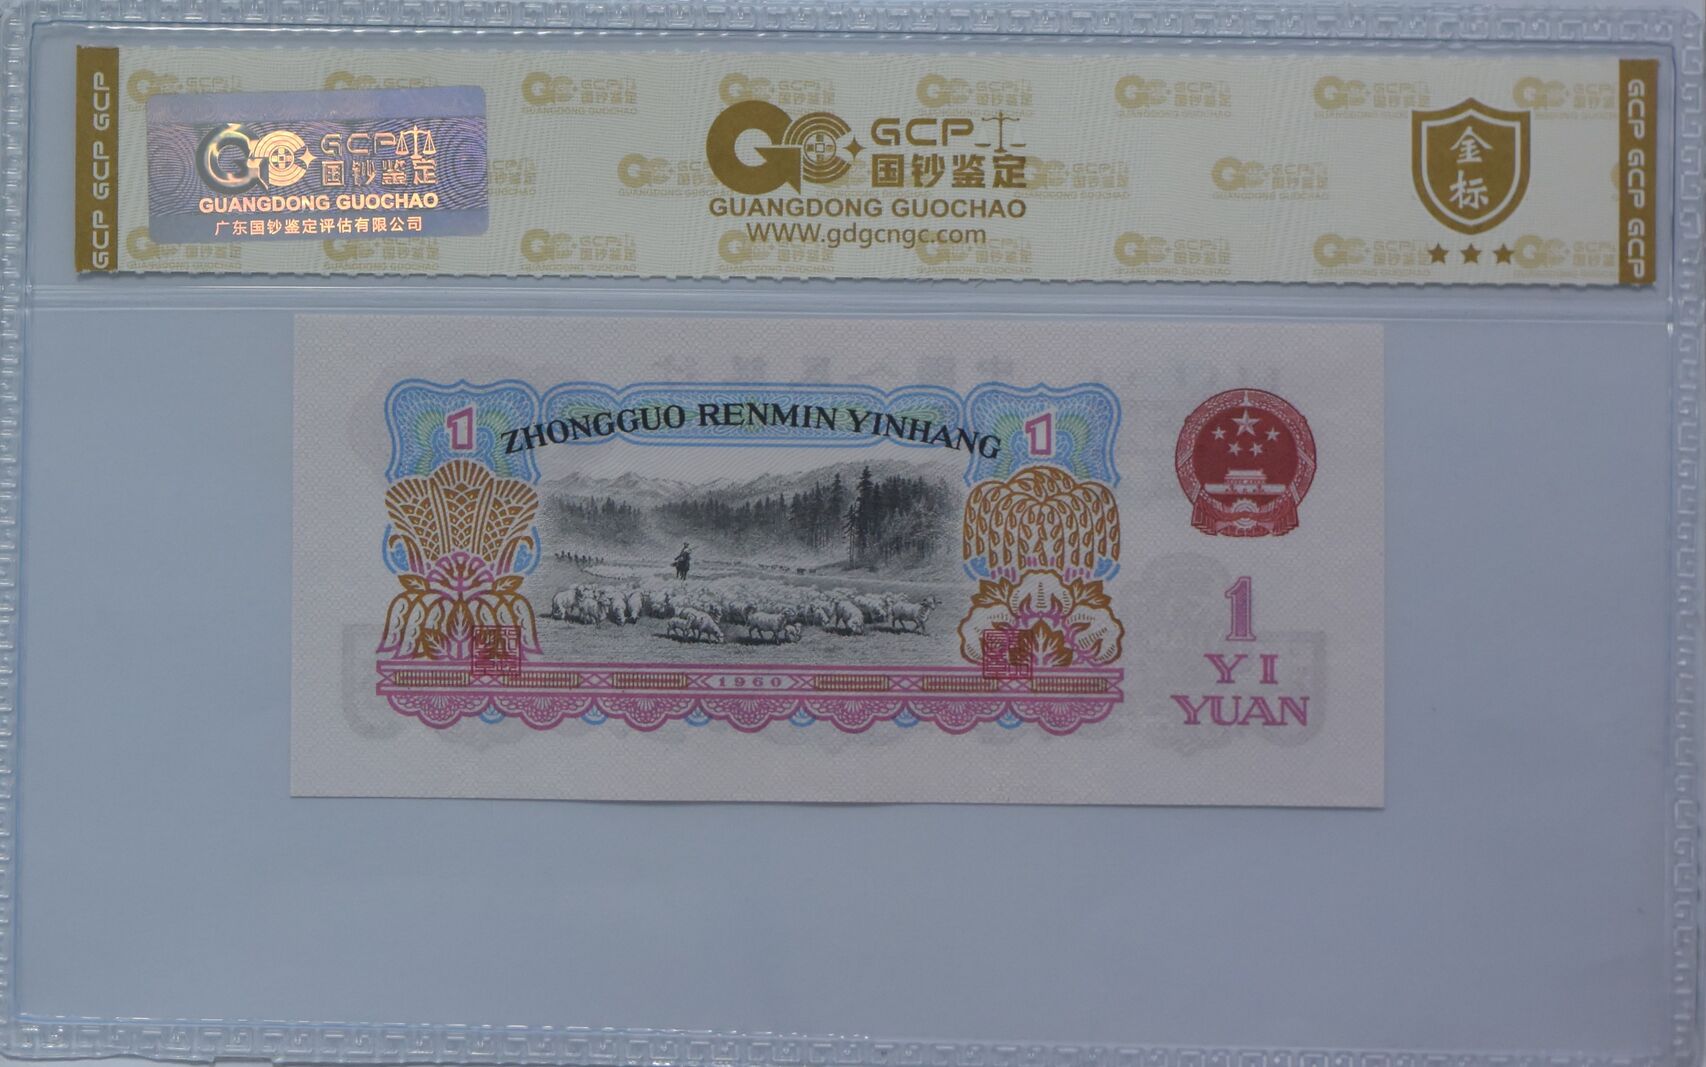 GCP GCP GCP
GCP
国钞鉴定
GUANGDONG GUOCHAO
广东国钞鉴定评估有限公司
GCP
国钞鉴定
GUANGDONG GUOCHAO
www.gdgcngc.com
金
标
GCP GCP GCP
1
ZHONGGUO RENMIN YINHANG
1
1960
1
YI
YUAN